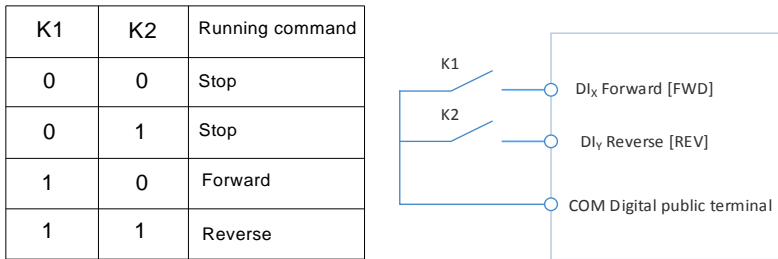 K1 K2 Running command
0 0 Stop
0 1 Stop
1 0 Forward
1 1 Reverse
K1
DIX Forward [FWD]
K2
DIY Reverse [REV]
COM Digital public terminal